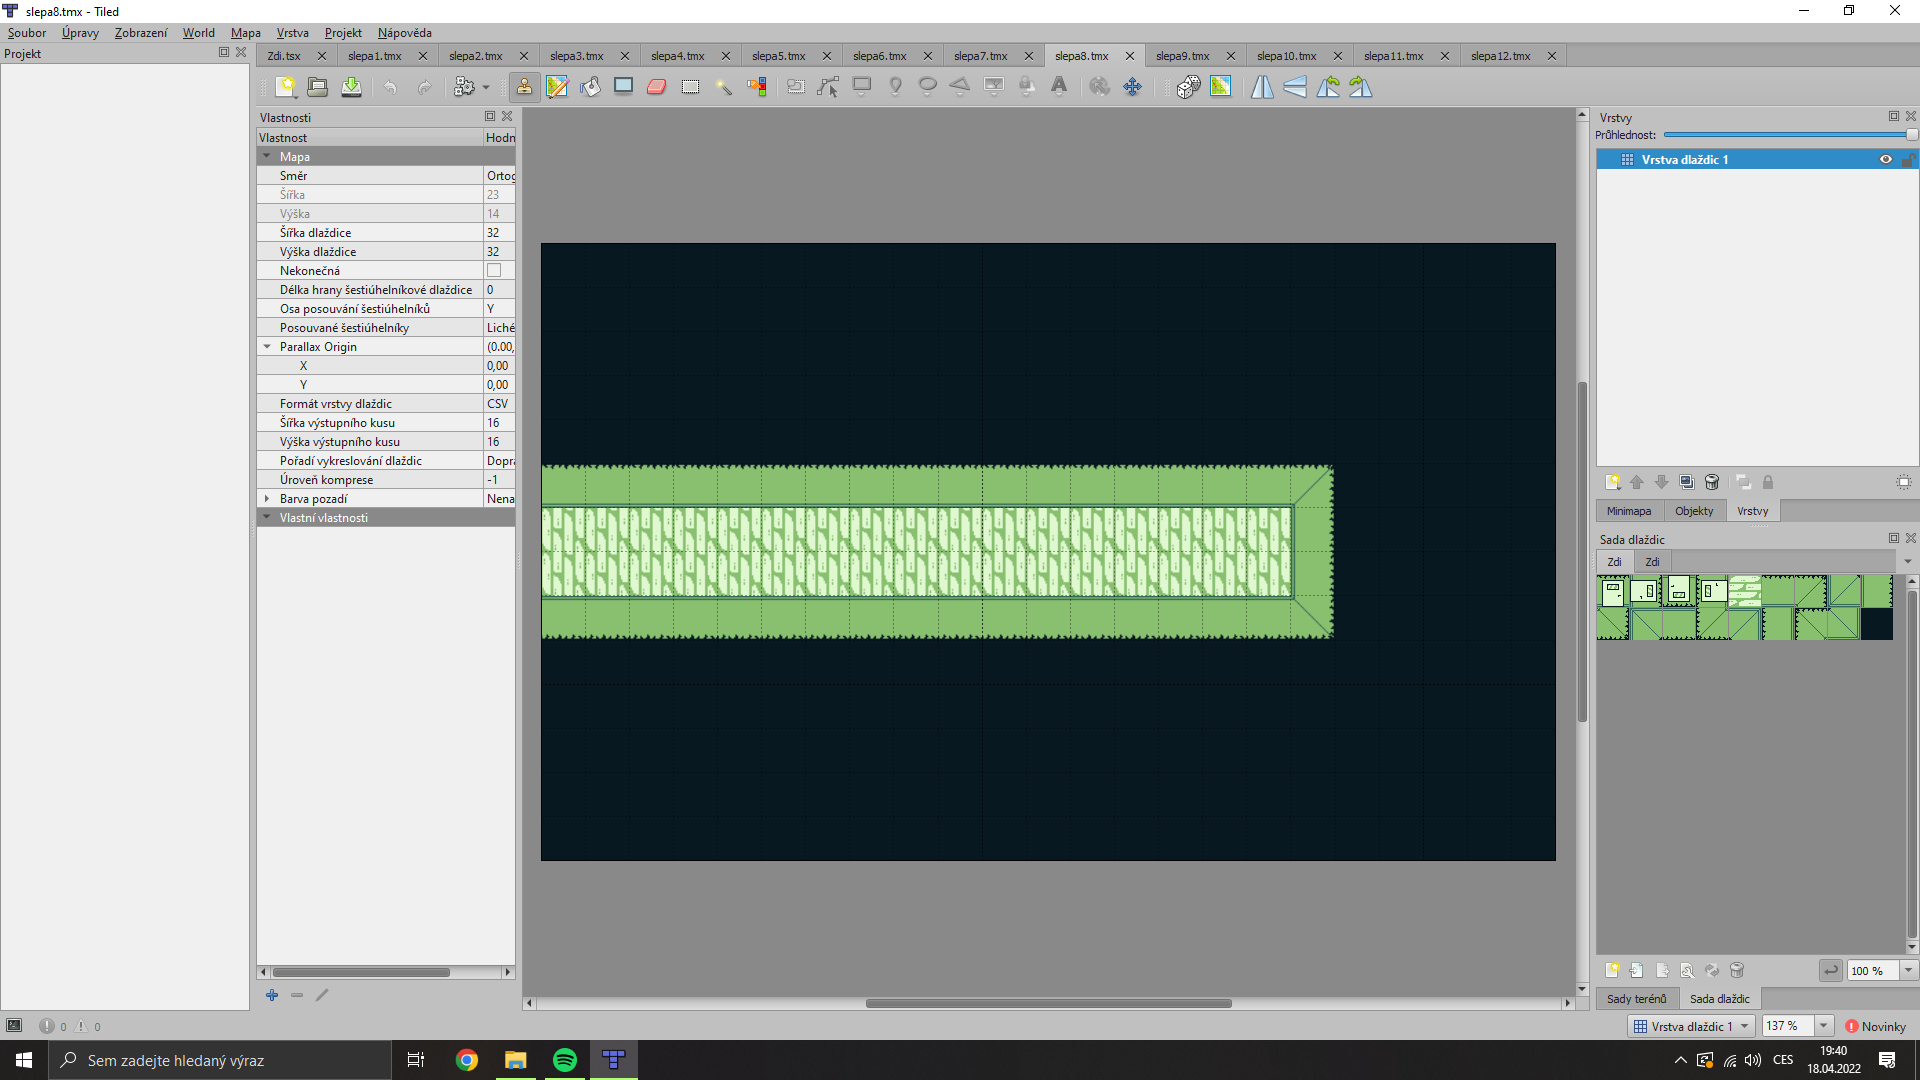 slepa8.tmx - Tiled
Soubor Úpravy Zobrazení World Mapa Vrstva Projekt Nápověda
Projekt
Zdi.tsx slepa1.tmx slepa2.tmx slepa3.tmx slepa4.tmx slepa5.tmx slepa6.tmx slepa7.tmx slepa8.tmx slepa9.tmx slepa10.tmx slepa11.tmx slepa12.tmx
Vlastnosti
Vlastnost Hodn
Mapa
Směr Ortog
Šířka 23
Výška 14
Šířka dlaždice 32
Výška dlaždice 32
Nekonečná
Délka hrany šestiúhelníkové dlaždice 0
Osa posouvání šestiúhelníků Y
Posouvané šestiúhelníky Liché
Parallax Origin (0.00,
X 0,00
Y 0,00
Formát vrstvy dlaždic CSV
Šířka výstupního kusu 16
Výška výstupního kusu 16
Pořadí vykreslování dlaždic Dopra
Úroveň komprese -1
Barva pozadí Nena
Vlastní vlastnosti
Vrstvy
Průhlednost:
Vrstva dlaždic 1
Minimapa Objekty Vrstvy
Sada dlaždic
Zdi Zdi
100 %
Sady terénů Sada dlaždic
0 0
Vrstva dlaždic 1 137 % Novinky
Sem zadejte hledaný výraz
CES
19:40
18.04.2022